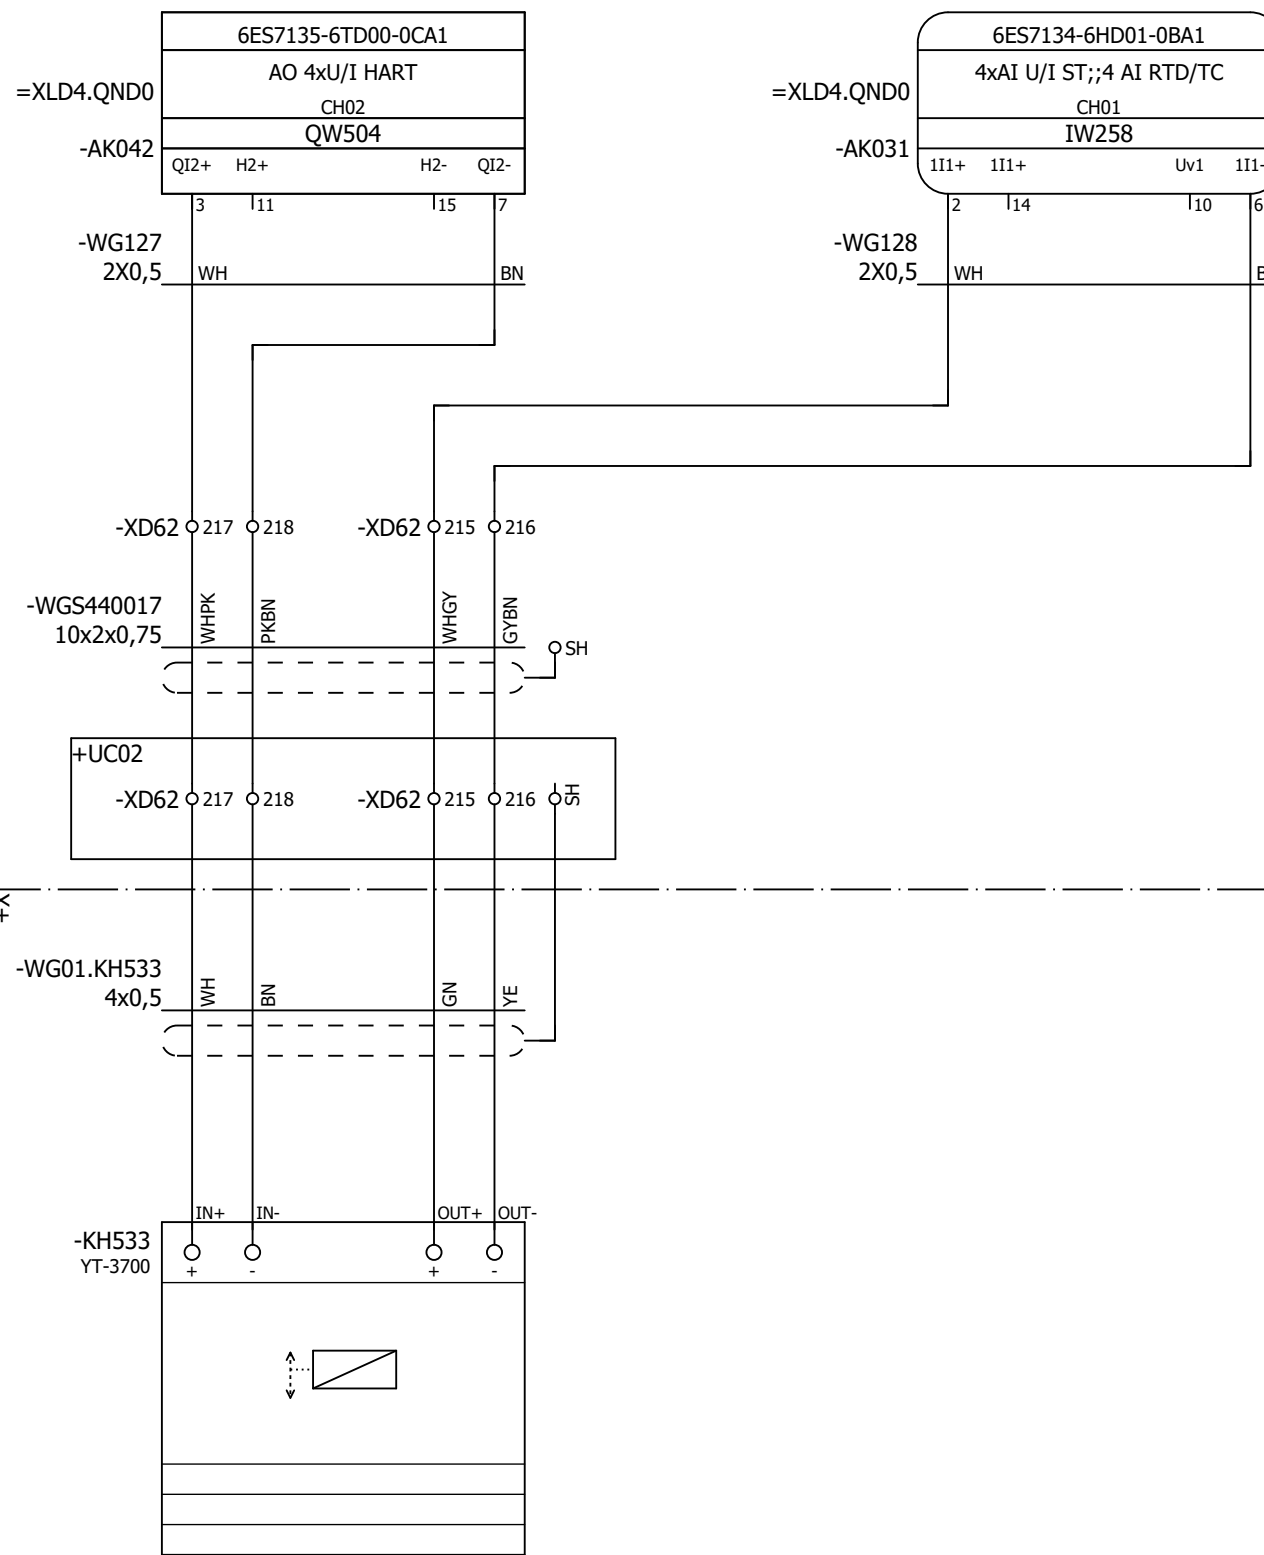 6ES7135-6TD00-0CA1
AO 4xU/I HART
CH02
QW504
=XLD4.QND0
-AK042
QI2+ H2+ H2- QI2-
3 11 15 7
6ES7134-6HD01-0BA1
4xAI U/I ST;;4 AI RTD/TC
CH01
IW258
=XLD4.QND0
-AK031
1I1+ 1I1+ Uv1 1I1-
2 14 10 6
-WG127
2X0,5 WH BN
-WG128
2X0,5 WH
-XD62 217 218 -XD62 215 216
-WGS440017
10x2x0,75 WHPK PKBN WHGY GYBN SH
+UC02
-XD62 217 218 -XD62 215 216 SH
-WG01.KH533
4x0,5 WH BN GN YE
IN+ IN- OUT+ OUT-
-KH533
YT-3700
+ - + -